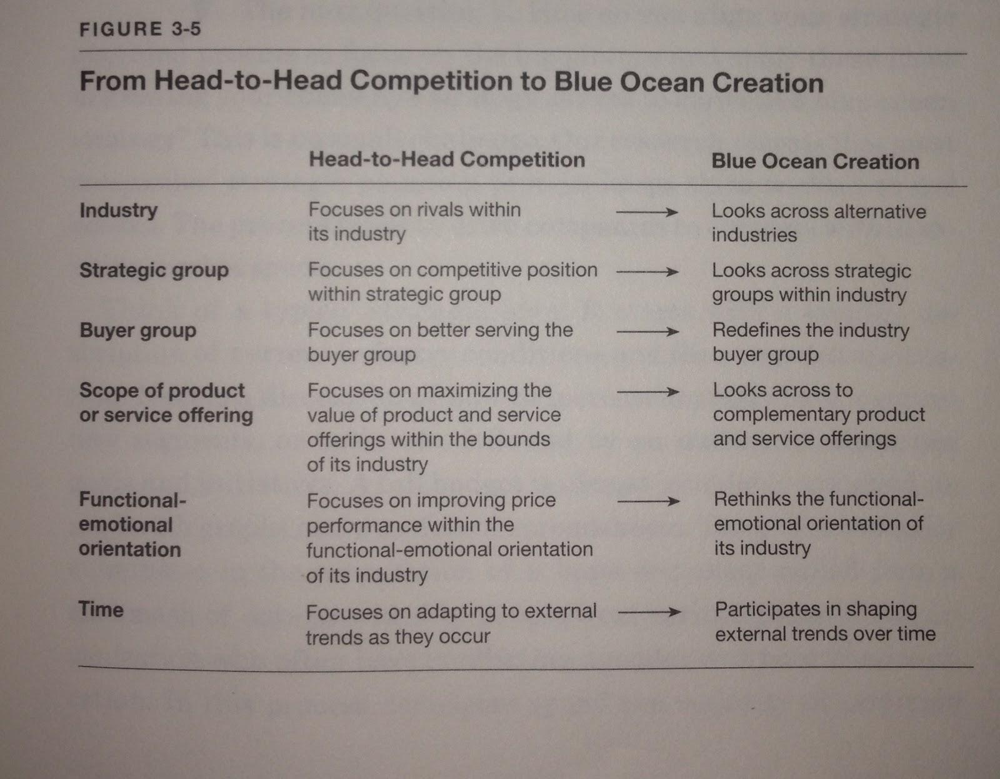 FIGURE 3-5
From Head-to-Head Competition to Blue Ocean Creation
Head-to-Head Competition Blue Ocean Creation
Industry Focuses on rivals within Looks across alternative
its industry industries
Strategic group Focuses on competitive position Looks across strategic
within strategic group groups within industry
Buyer group Focuses on better serving the Redefines the industry
buyer group buyer group
Scope of product Focuses on maximizing the Looks across to
or service offering value of product and service complementary product
offerings within the bounds and service offerings
of its industry
Functional- Focuses on improving price Rethinks the functional-
emotional performance within the emotional orientation of
orientation functional-emotional orientation its industry
of its industry
Time Focuses on adapting to external Participates in shaping
trends as they occur external trends over time